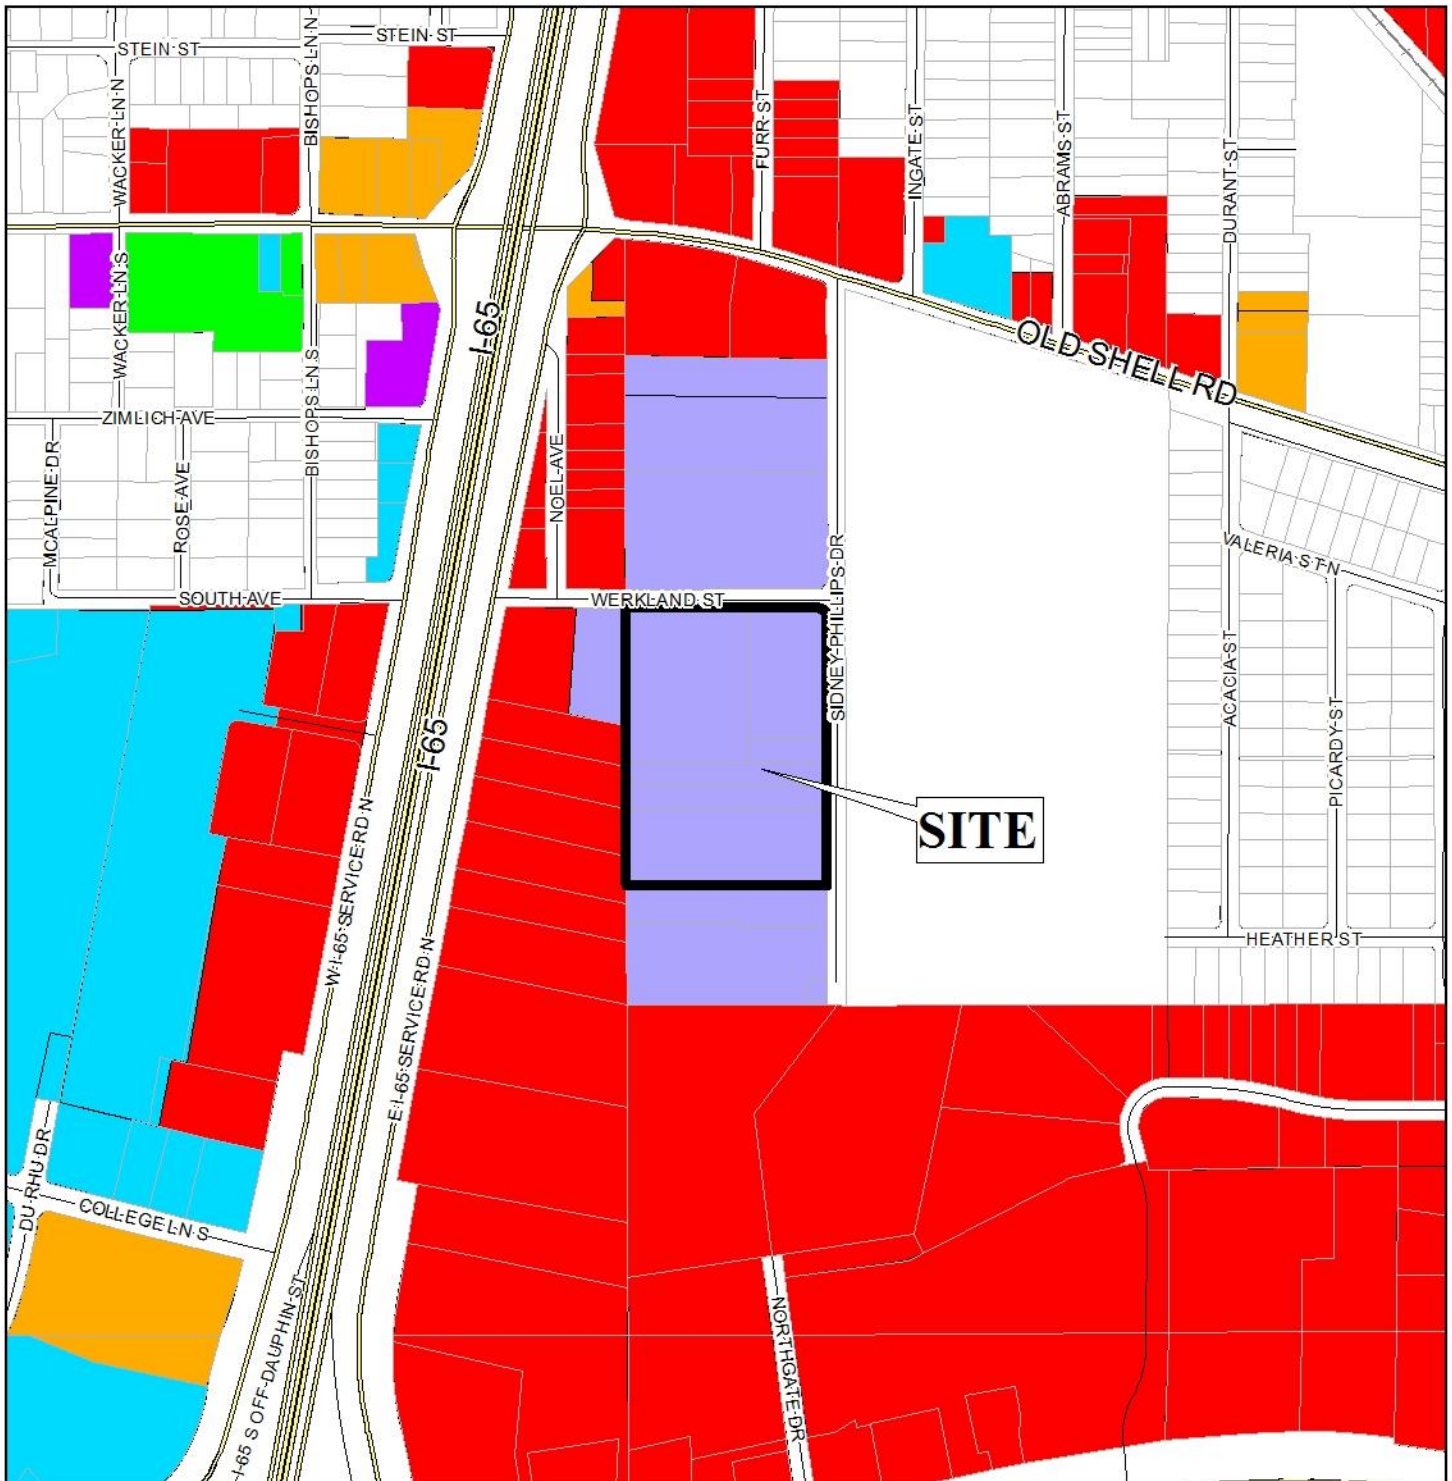 STEIN ST
STEIN ST
WACKER LN N
BISHOPS LN N
FURR ST
INGATE ST
ABRAMS ST
DURANT ST
WACKER LN S
BISHOPS LN S
I-65
OLD SHELL RD
ZIMLICH AVE
MCALPINE DR
ROSE AVE
NOEL AVE
SIDNEY PHILLIPS DR
VALERIA ST N
SOUTH AVE
WERKLAND ST
ACACIA ST
PICARDY ST
I-65
SITE
W I-65 SERVICE RD N
E I-65 SERVICE RD N
HEATHER ST
DU RHU DR
COLLEGE LN S
I-65 S OFF DAUPHIN ST
NORTHGATE DR